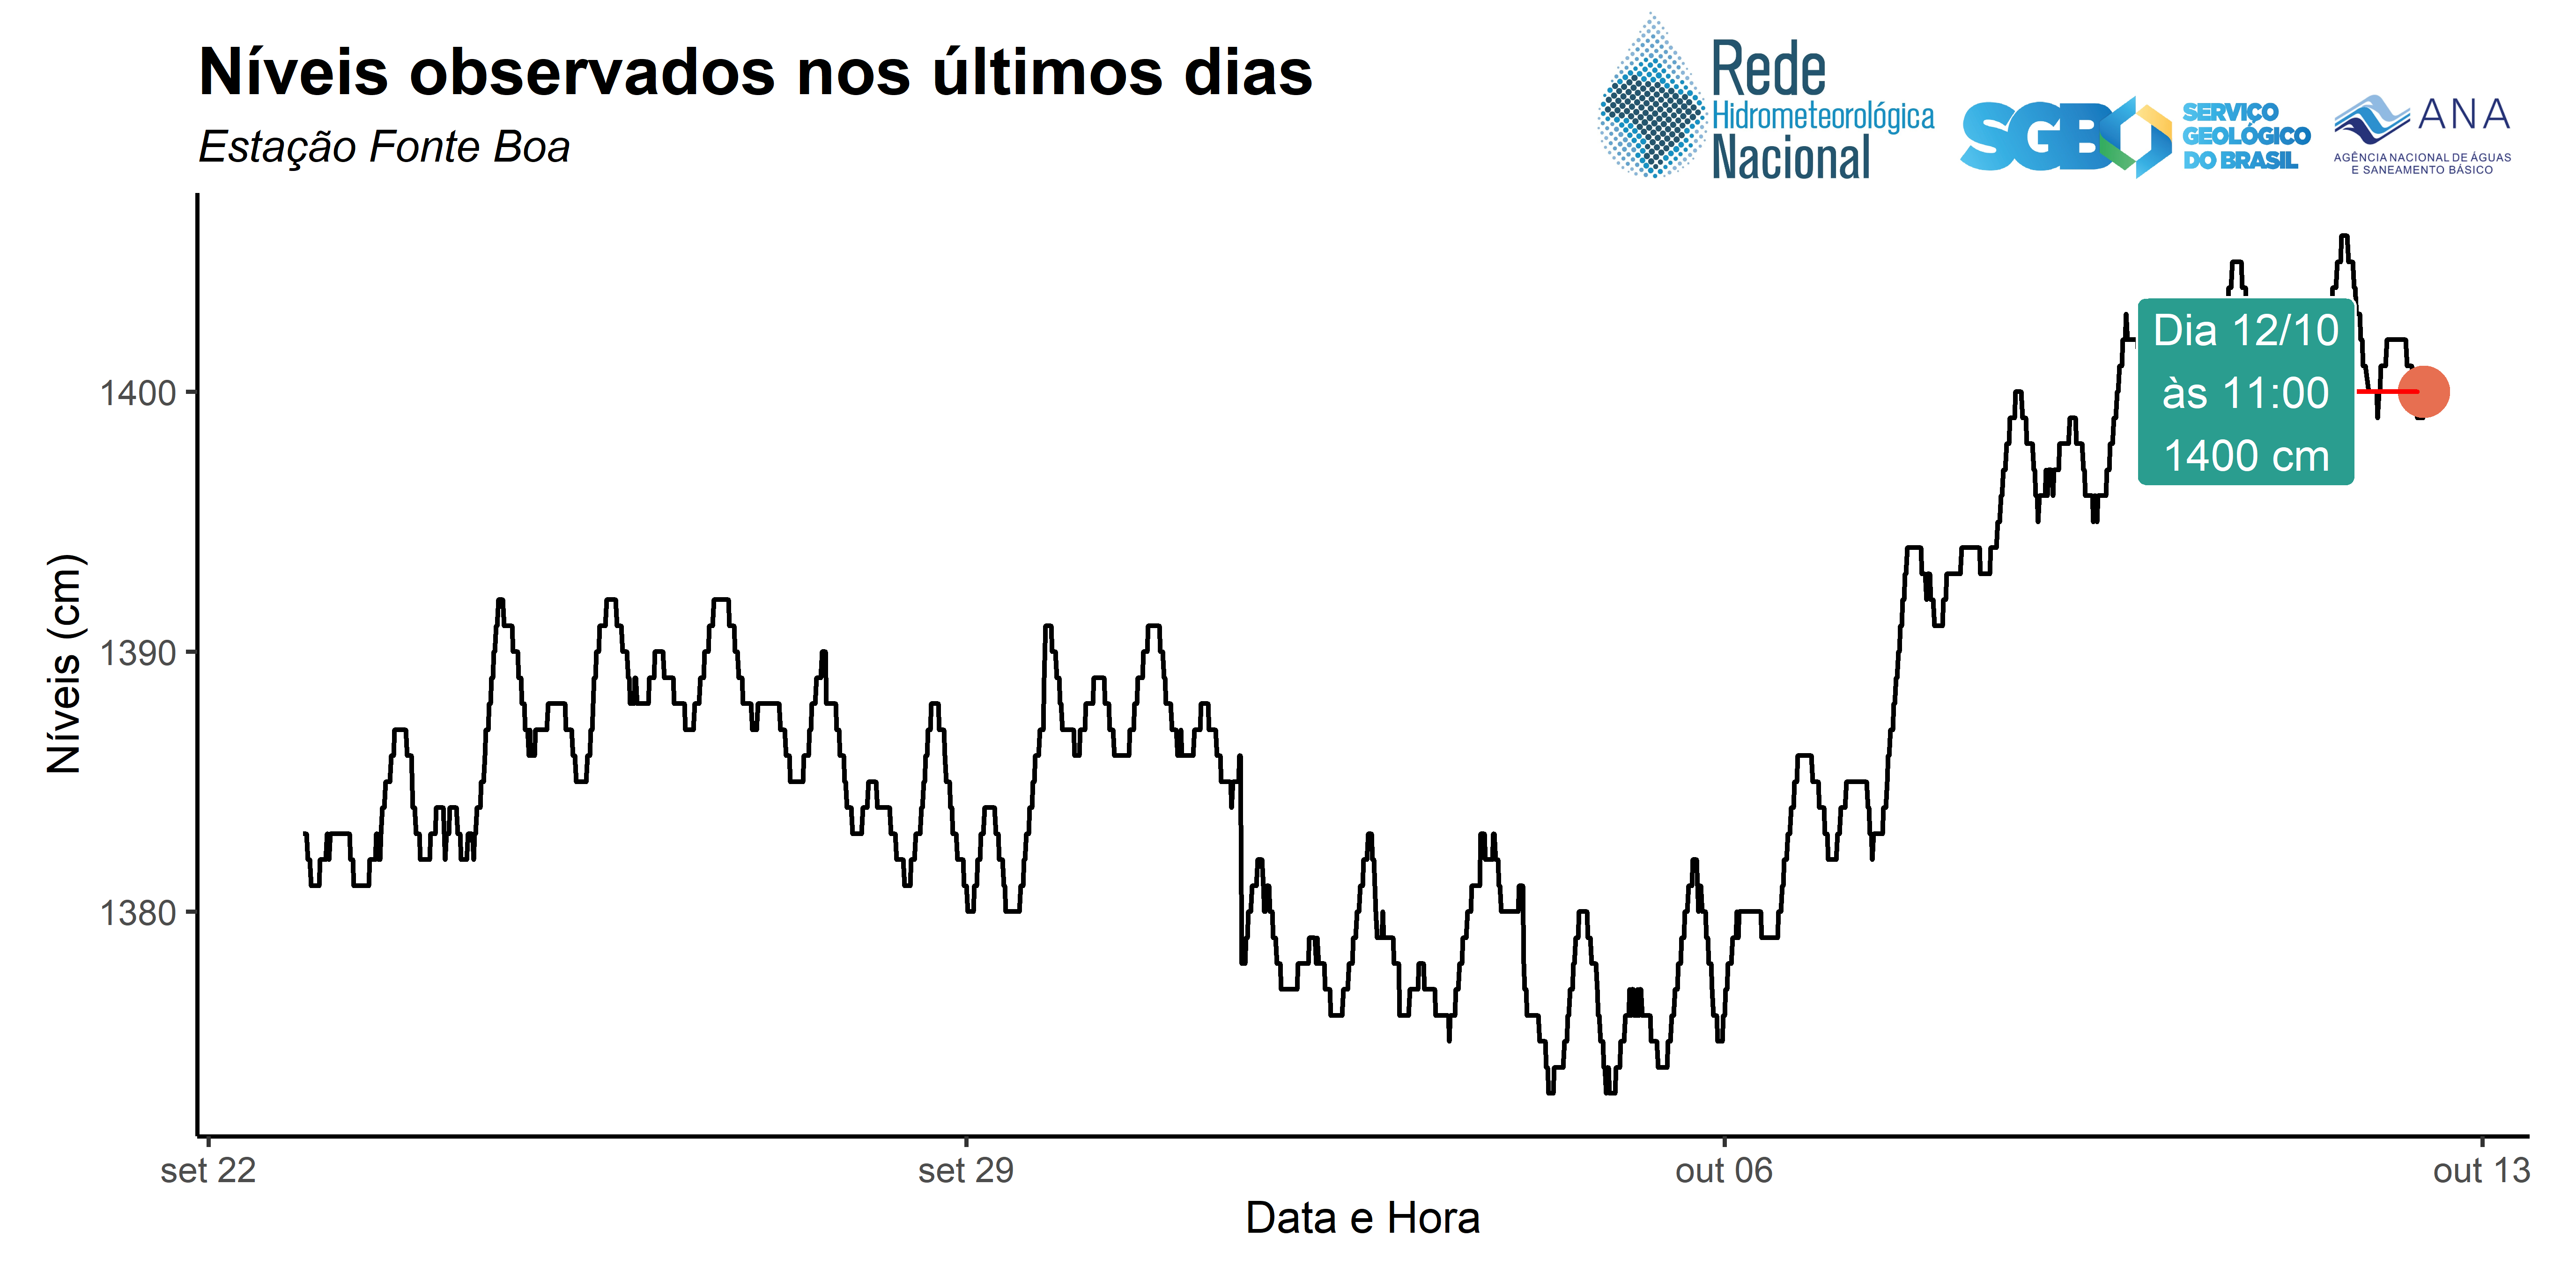 Níveis observados nos últimos dias
Estação Fonte Boa
Rede
Hidrometeorológica
Nacional
SGB
SERVIÇO
GEOLÓGICO
DO BRASIL
ANA
AGÊNCIA NACIONAL DE ÁGUAS
E SANEAMENTO BÁSICO
Níveis (cm)
1400
1390
1380
Dia 12/10
às 11:00
1400 cm
set 22
set 29
out 06
out 13
Data e Hora